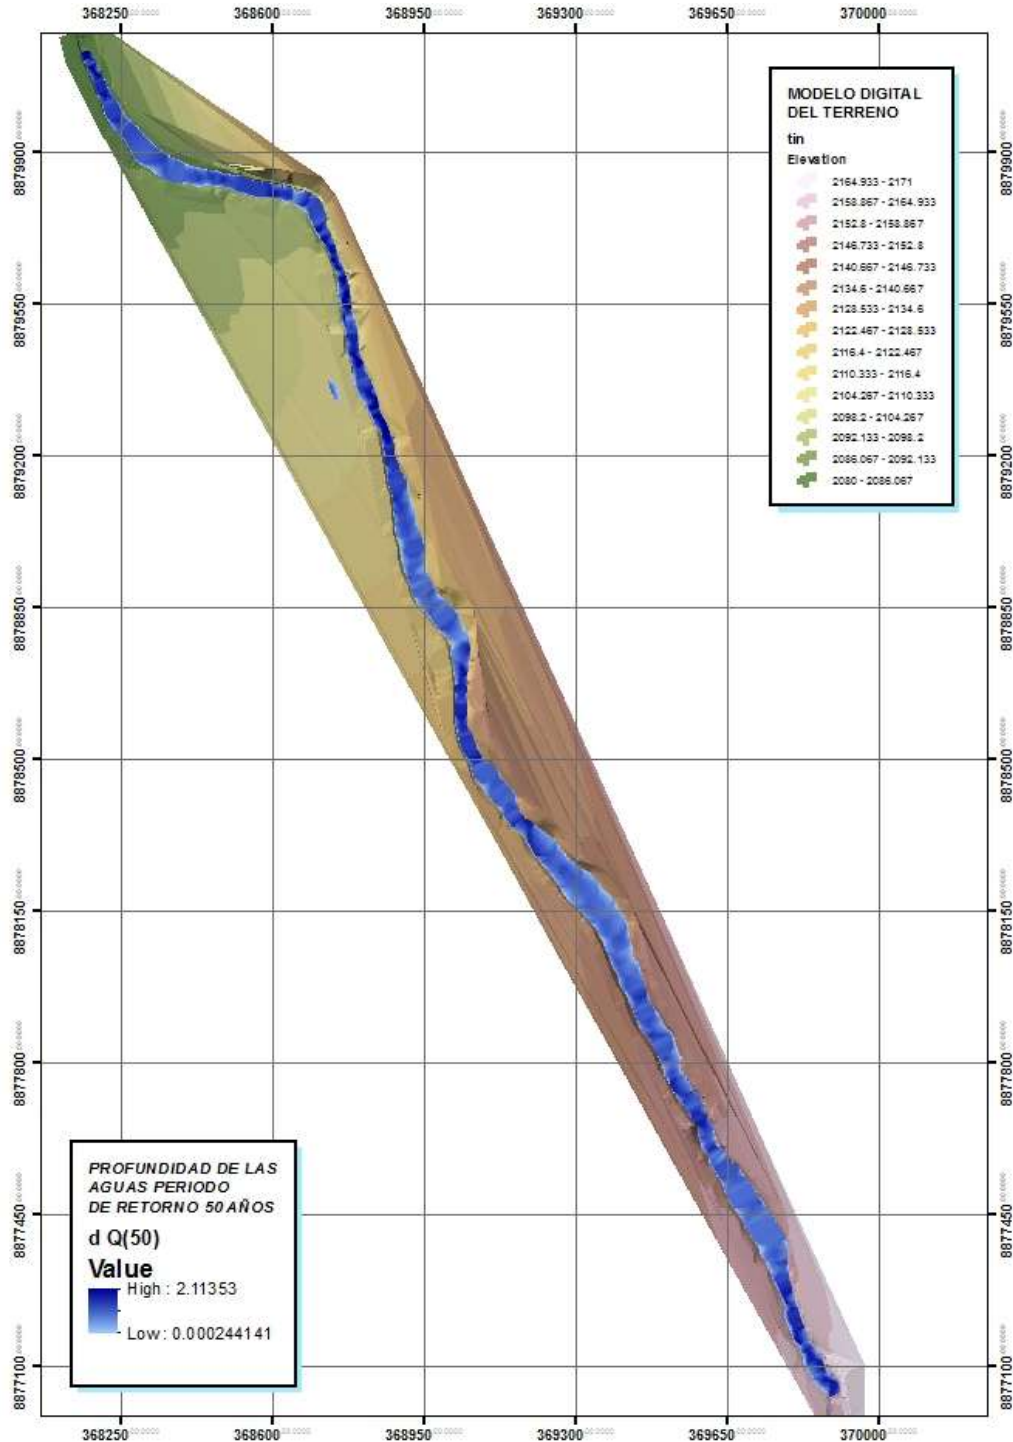 368250 368600 368950 369300 369650 370000
MODELO DIGITAL
DEL TERRENO
tin
Elevation
2164.933 - 2171
2158.867 - 2164.933
2152.8 - 2158.867
2146.733 - 2152.8
2140.667 - 2146.733
2134.6 - 2140.667
2128.533 - 2134.6
2122.467 - 2128.533
2116.4 - 2122.467
2110.333 - 2116.4
2104.267 - 2110.333
2098.2 - 2104.267
2092.133 - 2098.2
2086.067 - 2092.133
2080 - 2086.067
8879900 8879900
8879550 8879550
8879200 8879200
8878850 8878850
8878500 8878500
8878150 8878150
8877800 8877800
8877450 8877450
8877100 8877100
PROFUNDIDAD DE LAS
AGUAS PERIODO
DE RETORNO 50 AÑOS
d Q(50)
Value
High : 2.11353
Low : 0.000244141
368250 368600 368950 369300 369650 370000